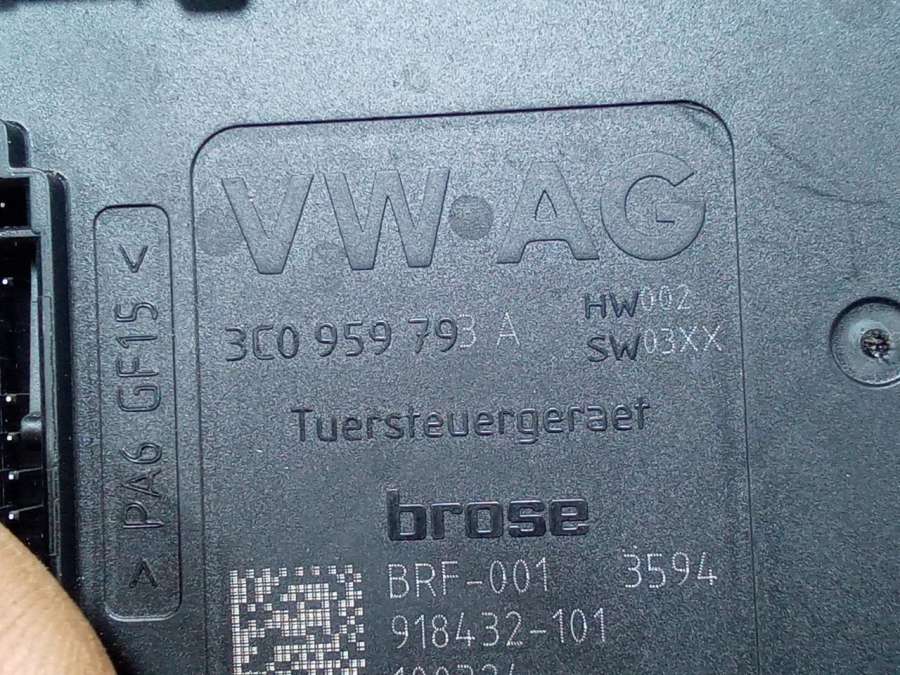 VW AG
3C0 959 793 A
HW002
SW03XX
Tuersteuergeraet
brose
BRF-001 3594
918432-101
> PA6 GF15 <